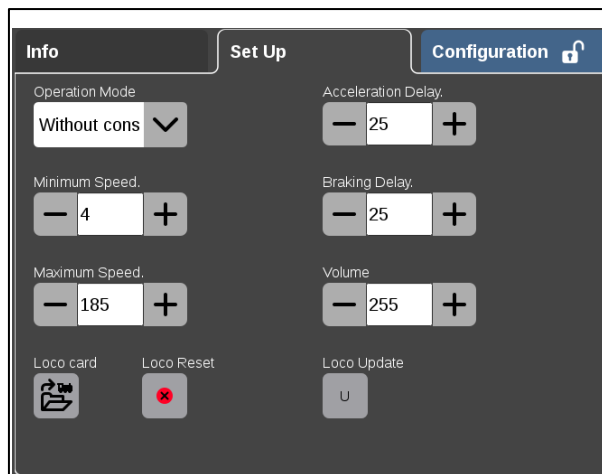 Info
Set Up
Configuration
Operation Mode
Acceleration Delay.
Without cons
25
Minimum Speed.
Braking Delay.
4
25
Maximum Speed.
Volume
185
255
Loco card
Loco Reset
Loco Update
U